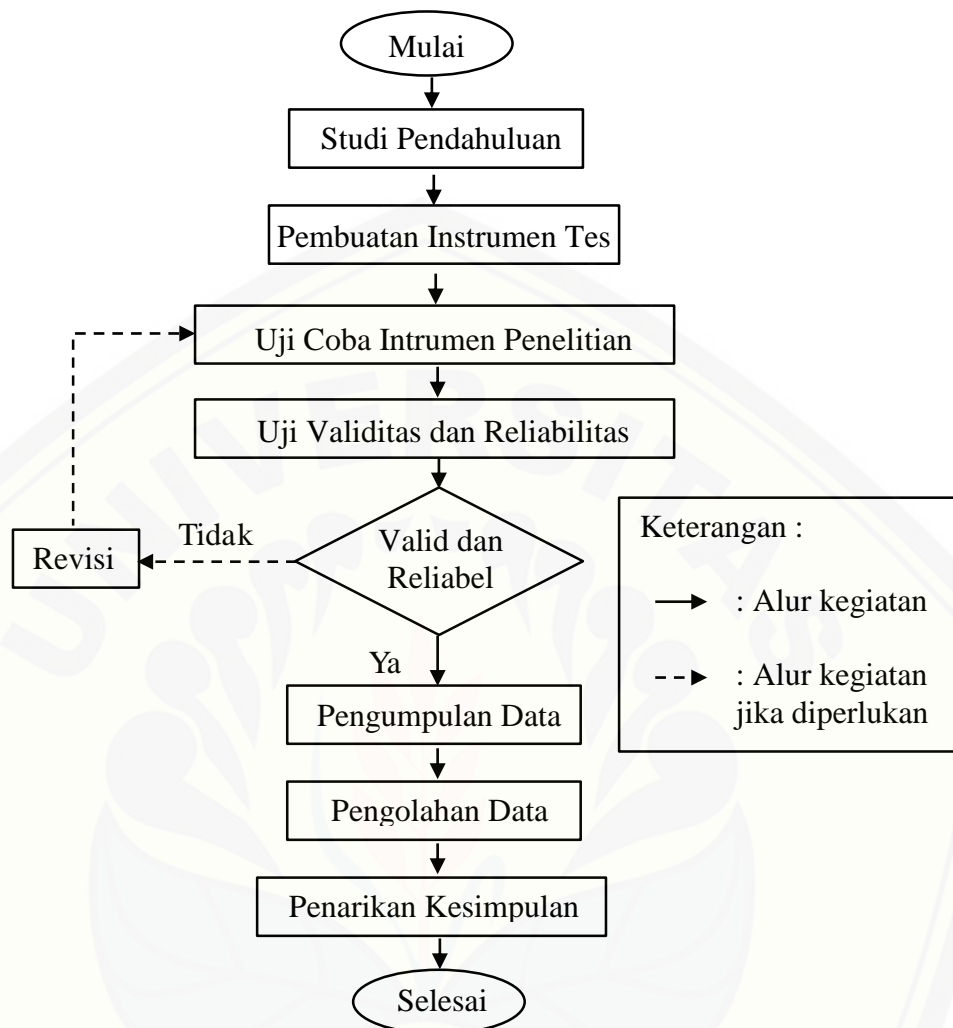 Mulai
Studi Pendahuluan
Pembuatan Instrumen Tes
Uji Coba Intrumen Penelitian
Uji Validitas dan Reliabilitas
Valid dan
Reliabel
Tidak
Revisi
Ya
Pengumpulan Data
Pengolahan Data
Penarikan Kesimpulan
Selesai
Keterangan :
: Alur kegiatan
: Alur kegiatan
jika diperlukan
UNIVERSITAS